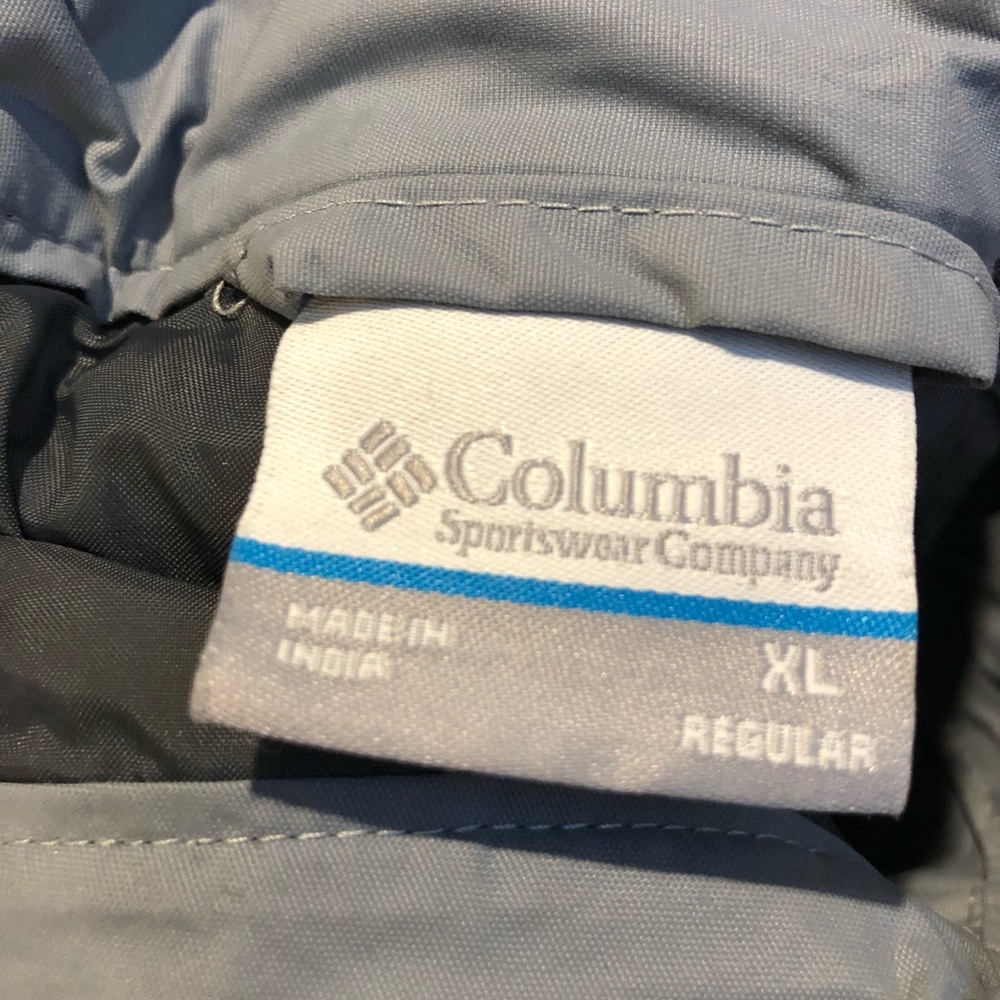 Columbia
Sportswear Company
MADE IN
INDIA
XL
REGULAR